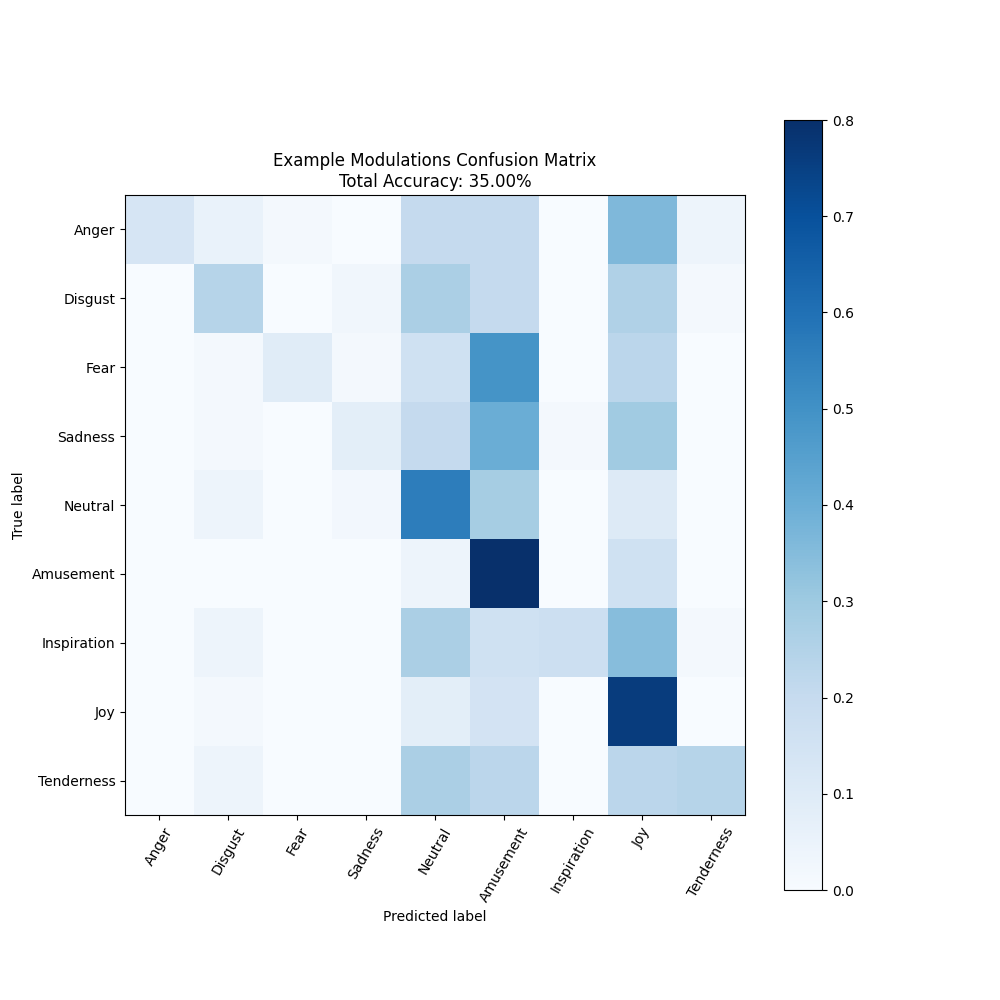 Example Modulations Confusion Matrix
Total Accuracy: 35.00%
True label
Anger
Disgust
Fear
Sadness
Neutral
Amusement
Inspiration
Joy
Tenderness
Anger
Disgust
Fear
Sadness
Neutral
Amusement
Inspiration
Joy
Tenderness
Predicted label
0.8
0.7
0.6
0.5
0.4
0.3
0.2
0.1
0.0